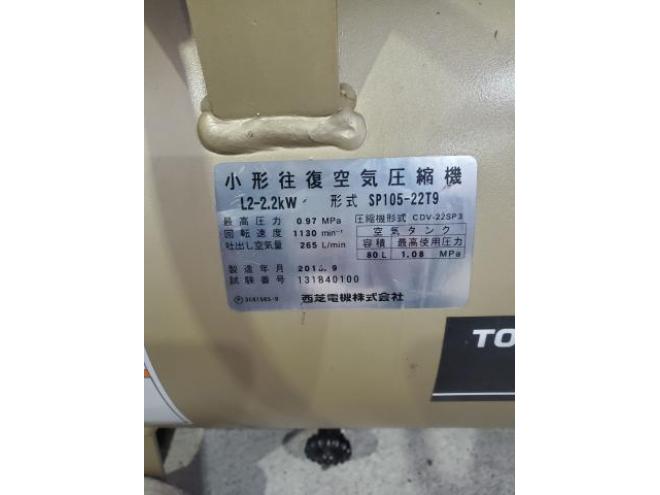 小形往復空気圧縮機
L2-2.2kW 形式 SP105-22T9
最高圧力 0.97 MPa 圧縮機形式 CDV-22SP3
回転速度 1130 min⁻¹ 空気タンク
吐出し空気量 265 L/min 容積 最高使用圧力
80L 1.08 MPa
製造年月
試験番号 131840100
西芝電機株式会社
TO